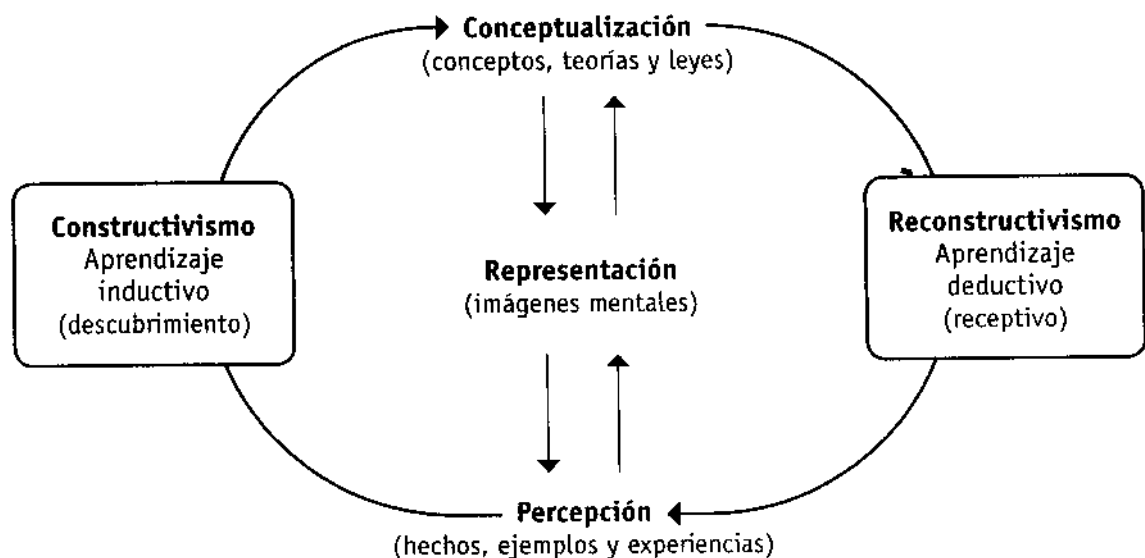 Conceptualización
(conceptos, teorías y leyes)
Constructivismo
Aprendizaje
inductivo
(descubrimiento)
Representación
(imágenes mentales)
Reconstructivismo
Aprendizaje
deductivo
(receptivo)
Percepción
(hechos, ejemplos y experiencias)